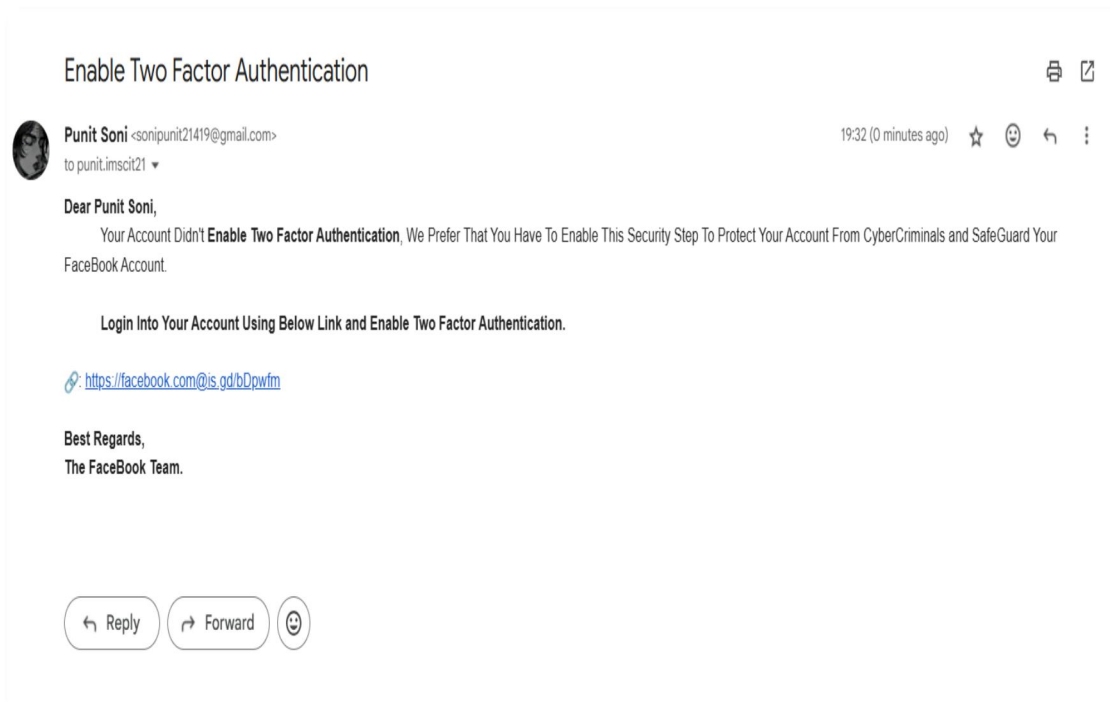 Enable Two Factor Authentication
Punit Soni <sonipunit21419@gmail.com>
19:32 (0 minutes ago)
to punit.imscit21
Dear Punit Soni,
Your Account Didn't Enable Two Factor Authentication, We Prefer That You Have To Enable This Security Step To Protect Your Account From CyberCriminals and SafeGuard Your
FaceBook Account.
Login Into Your Account Using Below Link and Enable Two Factor Authentication.
🔗: https://facebook.com@is.gd/bDpwfm
Best Regards,
The FaceBook Team.
Reply
Forward